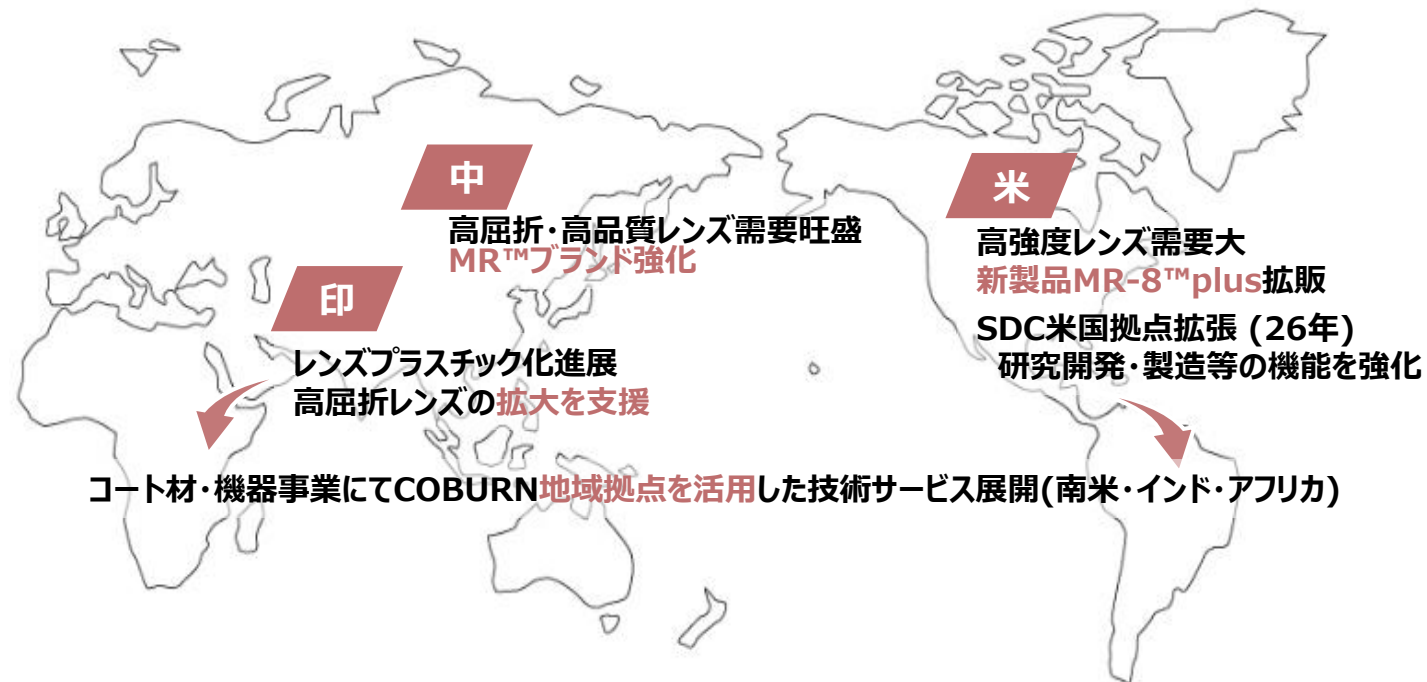 中
高屈折・高品質レンズ需要旺盛
MR™ブランド強化
印
レンズプラスチック化進展
高屈折レンズの拡大を支援
米
高強度レンズ需要大
新製品MR-8™plus拡販
SDC米国拠点拡張 (26年)
研究開発・製造等の機能を強化
コート材・機器事業にてCOBURN地域拠点を活用した技術サービス展開(南米・インド・アフリカ)